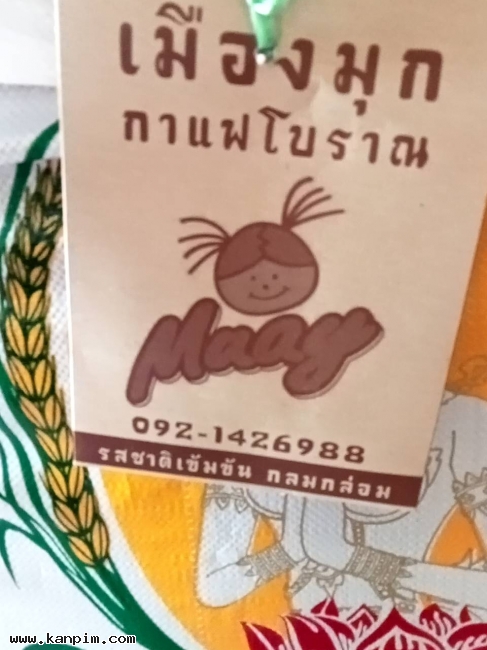 เมืองมุก
กาแฟโบราณ
Maay
092-1426988
รสชาติเข้มข้น กลมกล่อม
www.kanpim.com